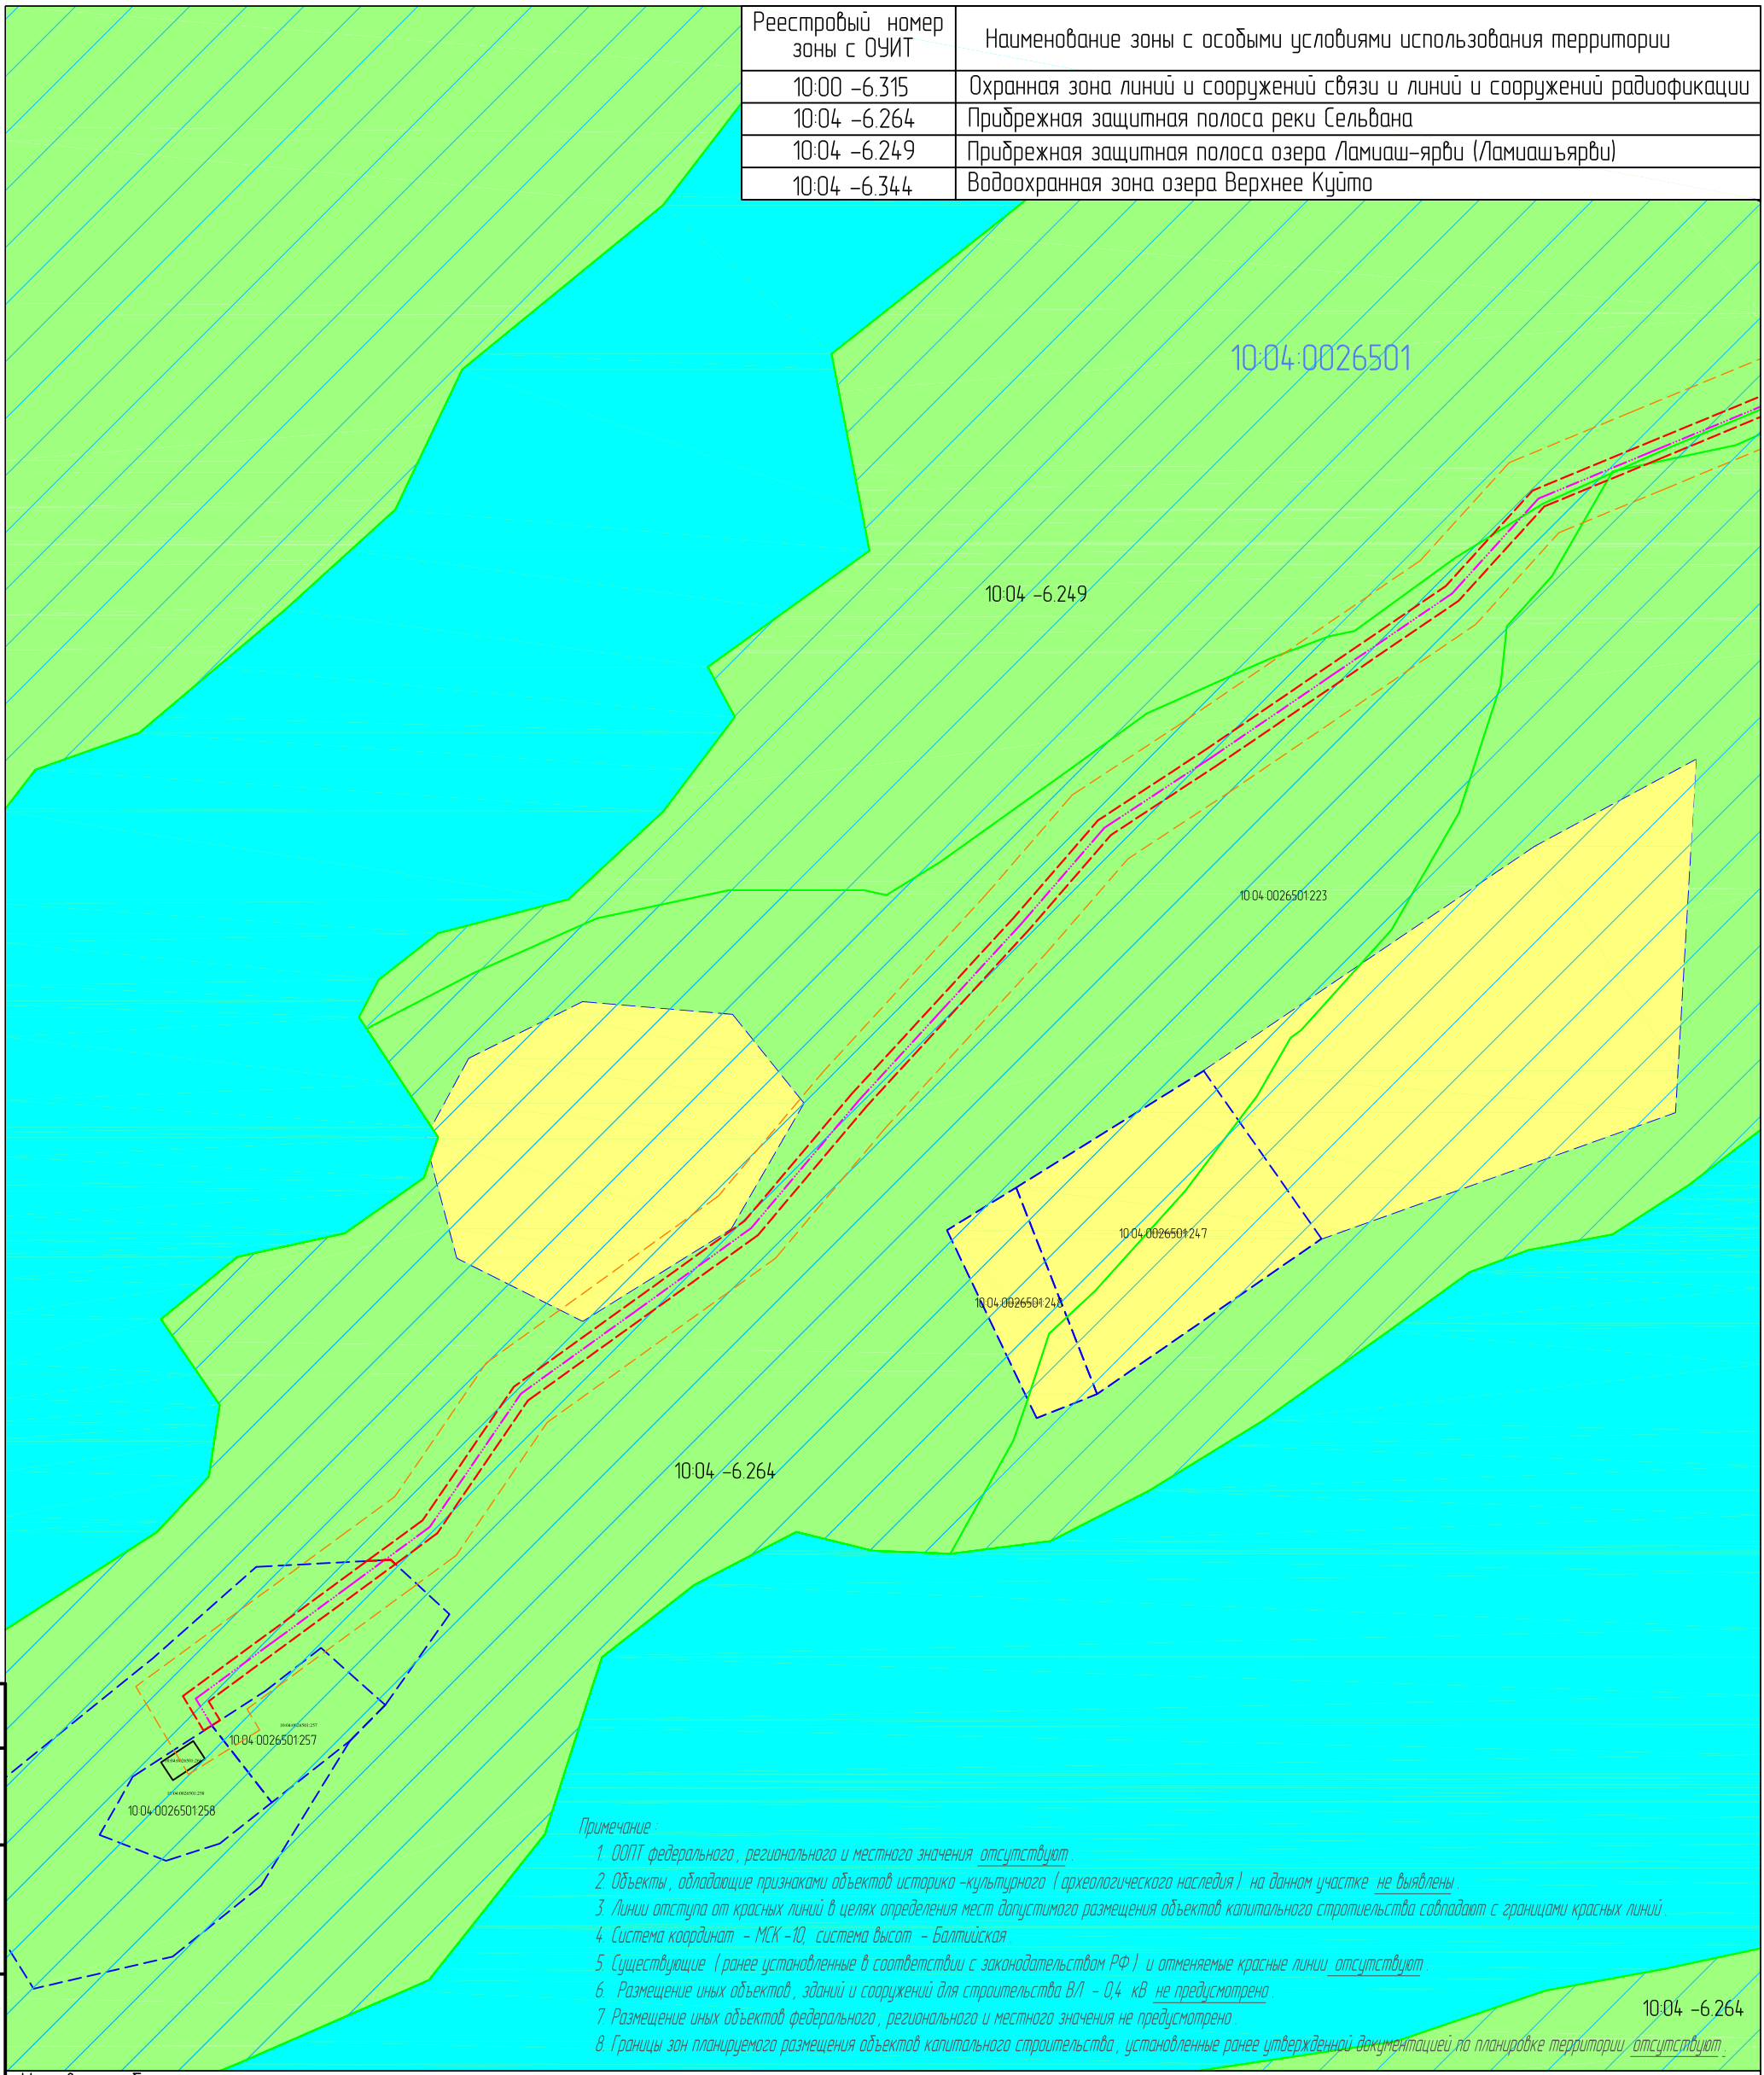 Реестровый номер
зоны с ОУИТ
Наименование зоны с особыми условиями использования территории
10:00 -6.315 Охранная зона линий и сооружений связи и линий и сооружений радиофикации
10:04 -6.264 Прибрежная защитная полоса реки Сельвана
10:04 -6.249 Прибрежная защитная полоса озера Ламиаш-ярви (Ламиашъярви)
10:04 -6.344 Водоохранная зона озера Верхнее Куйто
10:04:0026501
10:04 -6.249
10:04:0026501:223
10:04:0026501:247
10:04:0026501:248
10:04 -6.264
10:04:0026501:257
10:04:0026501:257
10:04:0026501:258
10:04:0026501:258
Примечание:
1. ООПТ федерального, регионального и местного значения отсутствуют.
2. Объекты, обладающие признаками объектов историко-культурного (археологического наследия) на данном участке не выявлены.
3. Линии отступа от красных линий в целях определения мест допустимого размещения объектов капитального стротиельства совпадают с границами красных линий.
4. Система координат - МСК-10, система высот - Балтийская.
5. Существующие (ранее установленные в соответствии с законодательством РФ) и отменяемые красные линии отсутствуют.
6. Размещение иных объектов, зданий и сооружений для строительства ВЛ - 0,4 кВ не предусмотрено.
7. Размещение иных объектов федерального, регионального и местного значения не предусмотрено.
8. Границы зон планируемого размещения объектов капитального строительства, установленные ранее утвержденной документацией по планировке территории отсутствуют.
10:04 -6.264